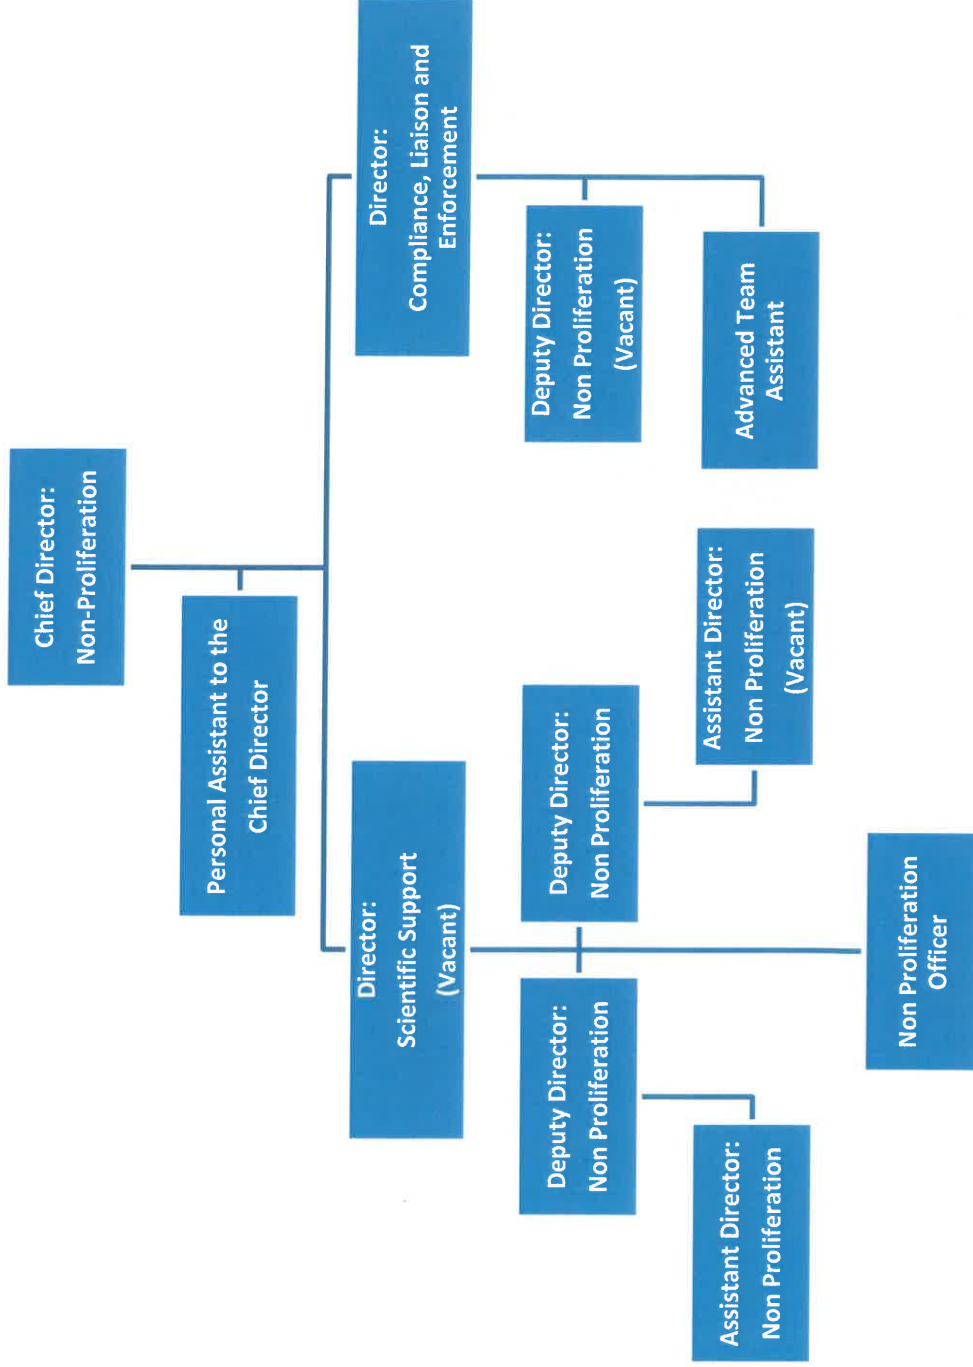 Chief Director:
Non-Proliferation
Personal Assistant to the
Chief Director
Director:
Scientific Support
(Vacant)
Director:
Compliance, Liaison and
Enforcement
Deputy Director:
Non Proliferation
Deputy Director:
Non Proliferation
Deputy Director:
Non Proliferation
(Vacant)
Assistant Director:
Non Proliferation
Assistant Director:
Non Proliferation
(Vacant)
Advanced Team
Assistant
Non Proliferation
Officer